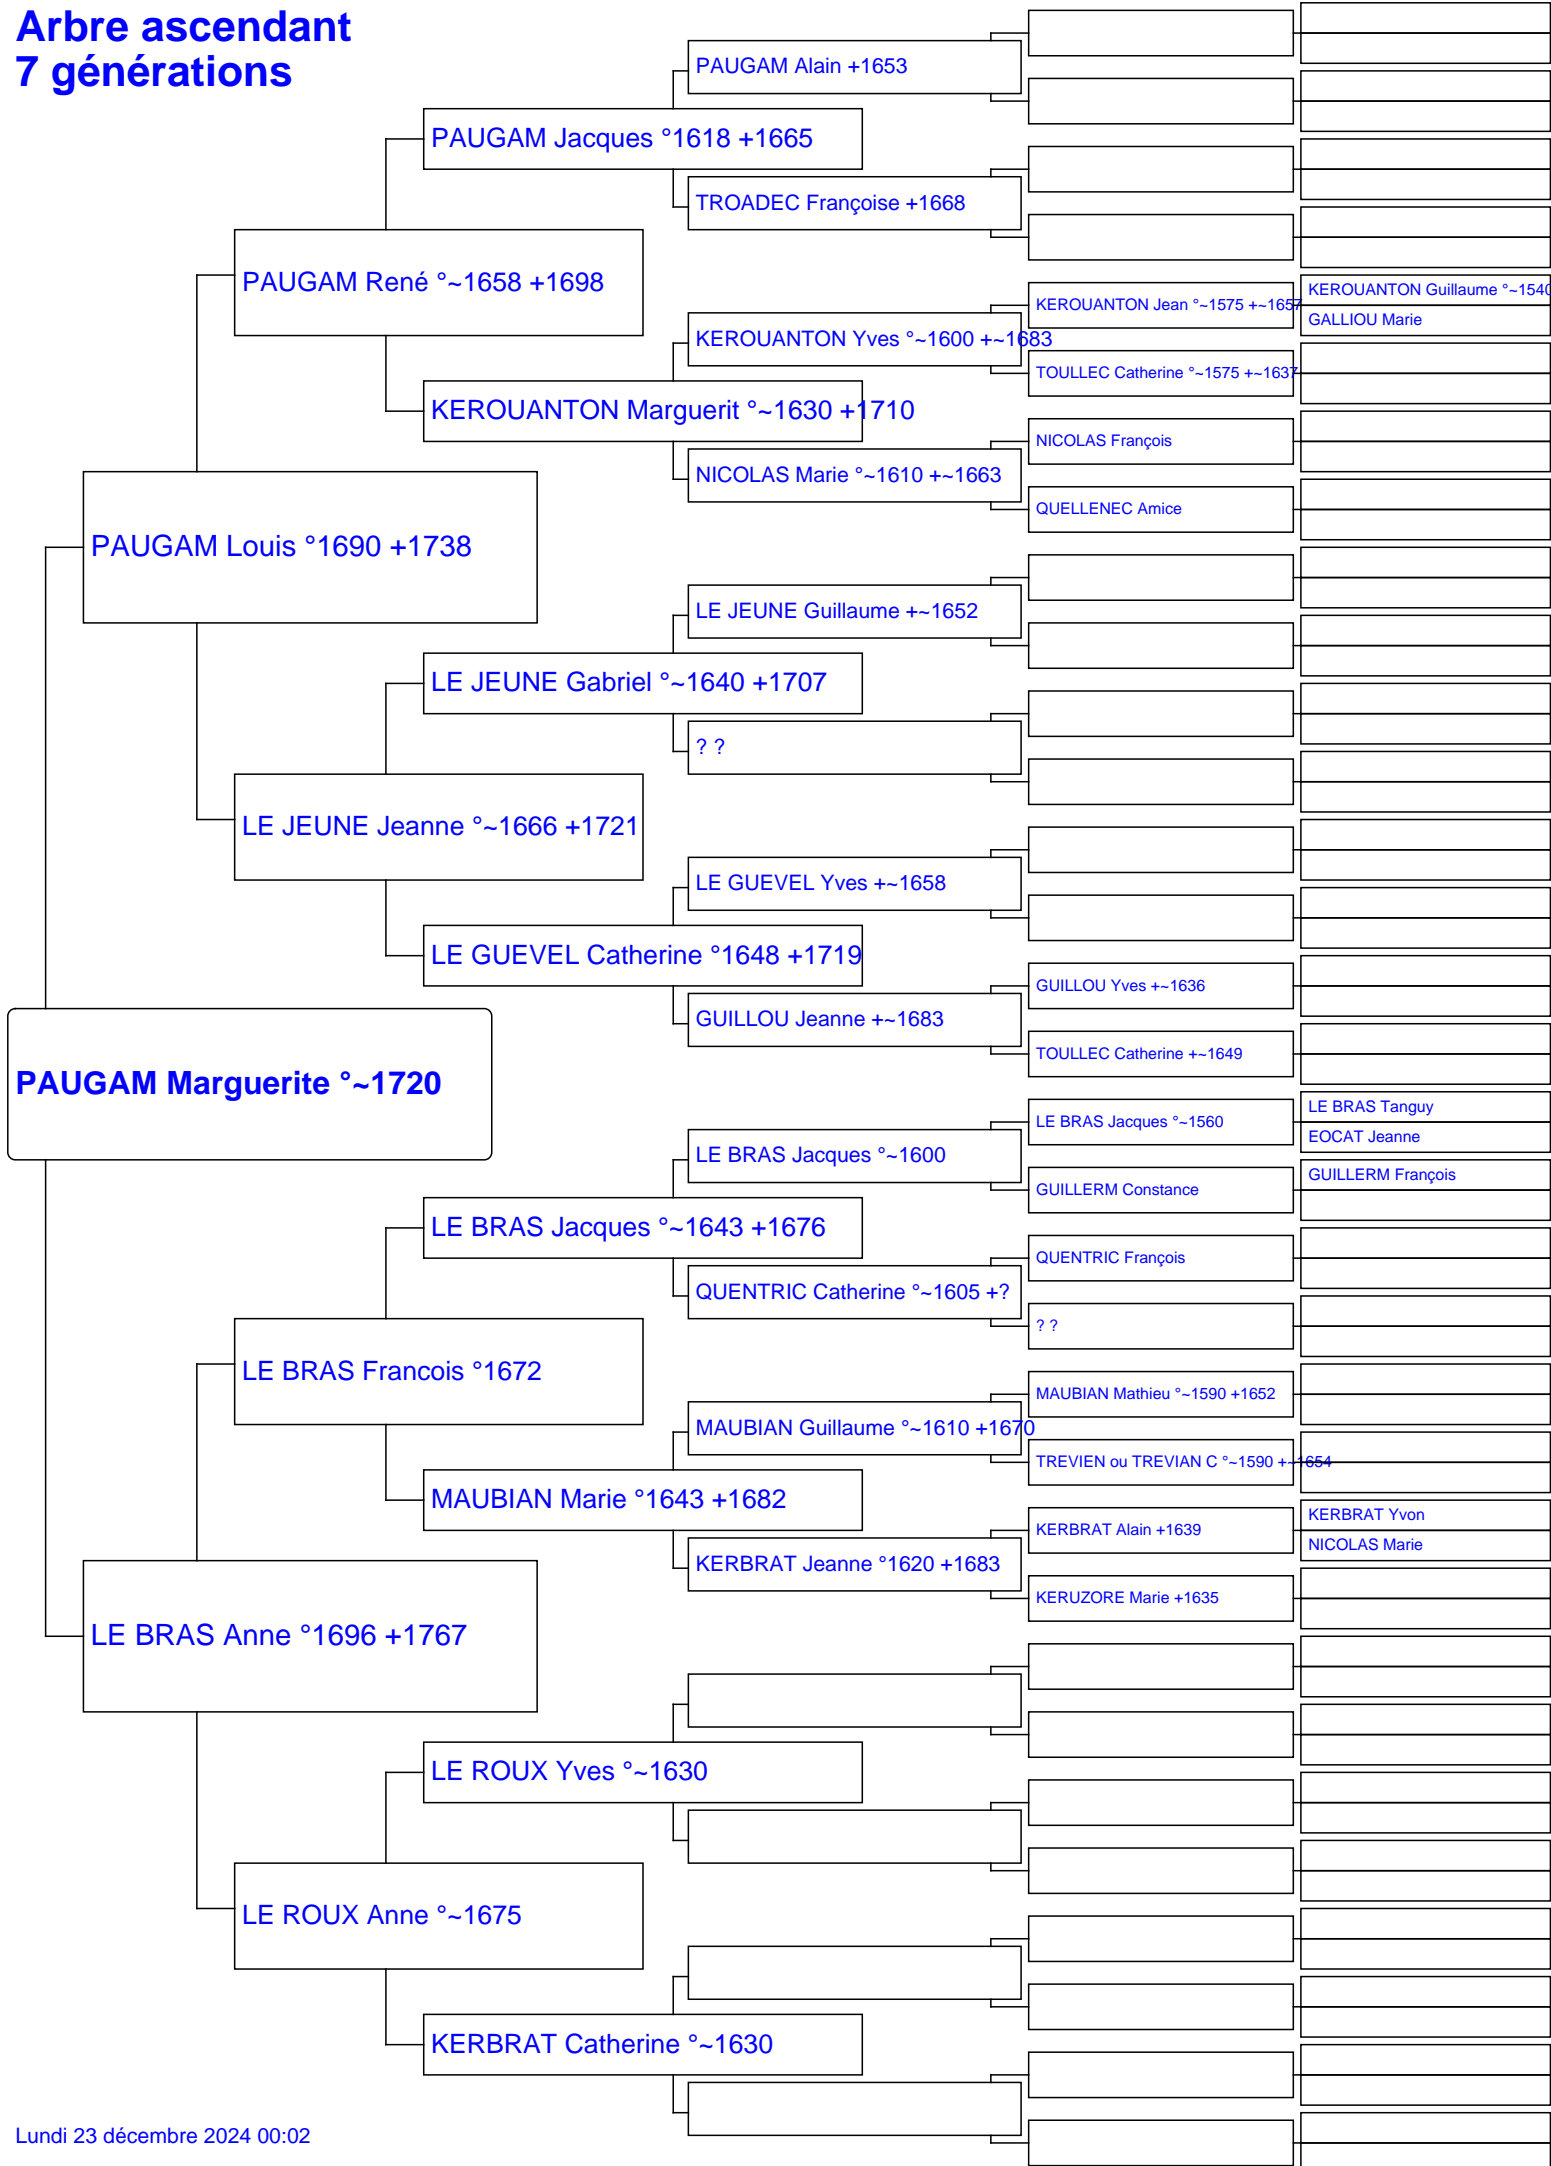 Arbre ascendant
7 générations
PAUGAM Alain +1653
PAUGAM Jacques °1618 +1665
TROADEC Françoise +1668
PAUGAM René °~1658 +1698
KEROUANTON Guillaume °~1540
KEROUANTON Jean °~1575 +~1657
GALLIOU Marie
KEROUANTON Yves °~1600 +~1683
TOULLEC Catherine °~1575 +~1637
KEROUANTON Marguerit °~1630 +1710
NICOLAS François
NICOLAS Marie °~1610 +~1663
QUELLENEC Amice
PAUGAM Louis °1690 +1738
LE JEUNE Guillaume +~1652
LE JEUNE Gabriel °~1640 +1707
? ?
LE JEUNE Jeanne °~1666 +1721
LE GUEVEL Yves +~1658
LE GUEVEL Catherine °1648 +1719
GUILLOU Yves +~1636
GUILLOU Jeanne +~1683
TOULLEC Catherine +~1649
PAUGAM Marguerite °~1720
LE BRAS Tanguy
LE BRAS Jacques °~1560
EOCAT Jeanne
LE BRAS Jacques °~1600
GUILLERM François
GUILLERM Constance
LE BRAS Jacques °~1643 +1676
QUENTRIC François
QUENTRIC Catherine °~1605 +?
? ?
LE BRAS Francois °1672
MAUBIAN Mathieu °~1590 +1652
MAUBIAN Guillaume °~1610 +1670
TREVIEN ou TREVIAN C °~1590 +~1654
MAUBIAN Marie °1643 +1682
KERBRAT Yvon
KERBRAT Alain +1639
NICOLAS Marie
KERBRAT Jeanne °1620 +1683
KERUZORE Marie +1635
LE BRAS Anne °1696 +1767
LE ROUX Yves °~1630
LE ROUX Anne °~1675
KERBRAT Catherine °~1630
Lundi 23 décembre 2024 00:02